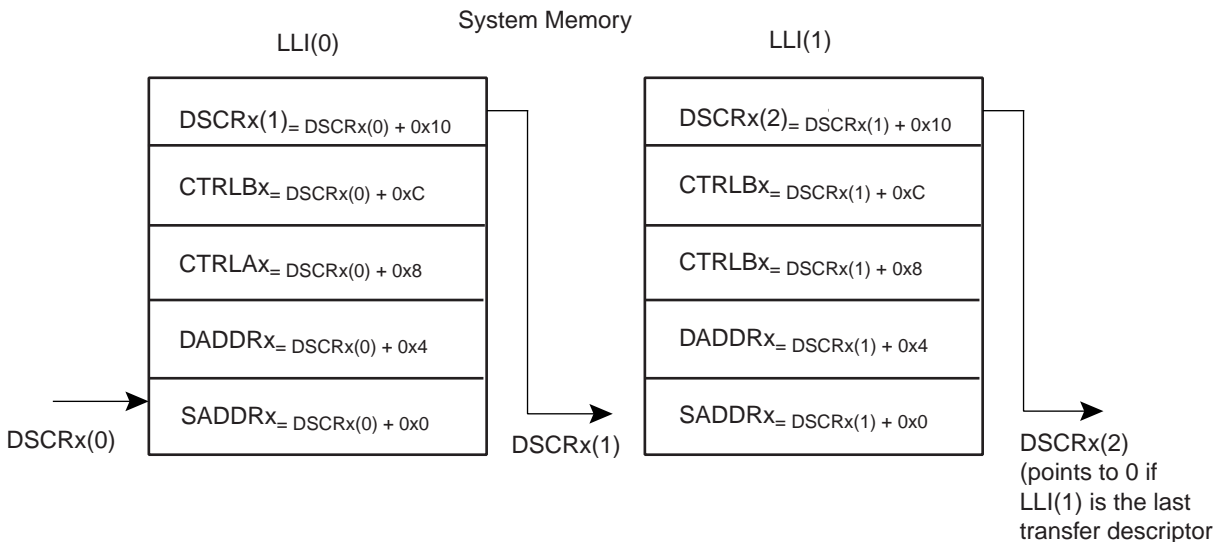 System Memory
LLI(0)
LLI(1)
DSCRx(1)= DSCRx(0) + 0x10
CTRLBx= DSCRx(0) + 0xC
CTRLAx= DSCRx(0) + 0x8
DADDRx= DSCRx(0) + 0x4
SADDRx= DSCRx(0) + 0x0
DSCRx(0)
DSCRx(1)
DSCRx(2)= DSCRx(1) + 0x10
CTRLBx= DSCRx(1) + 0xC
CTRLBx= DSCRx(1) + 0x8
DADDRx= DSCRx(1) + 0x4
SADDRx= DSCRx(1) + 0x0
DSCRx(2)
(points to 0 if
LLI(1) is the last
transfer descriptor